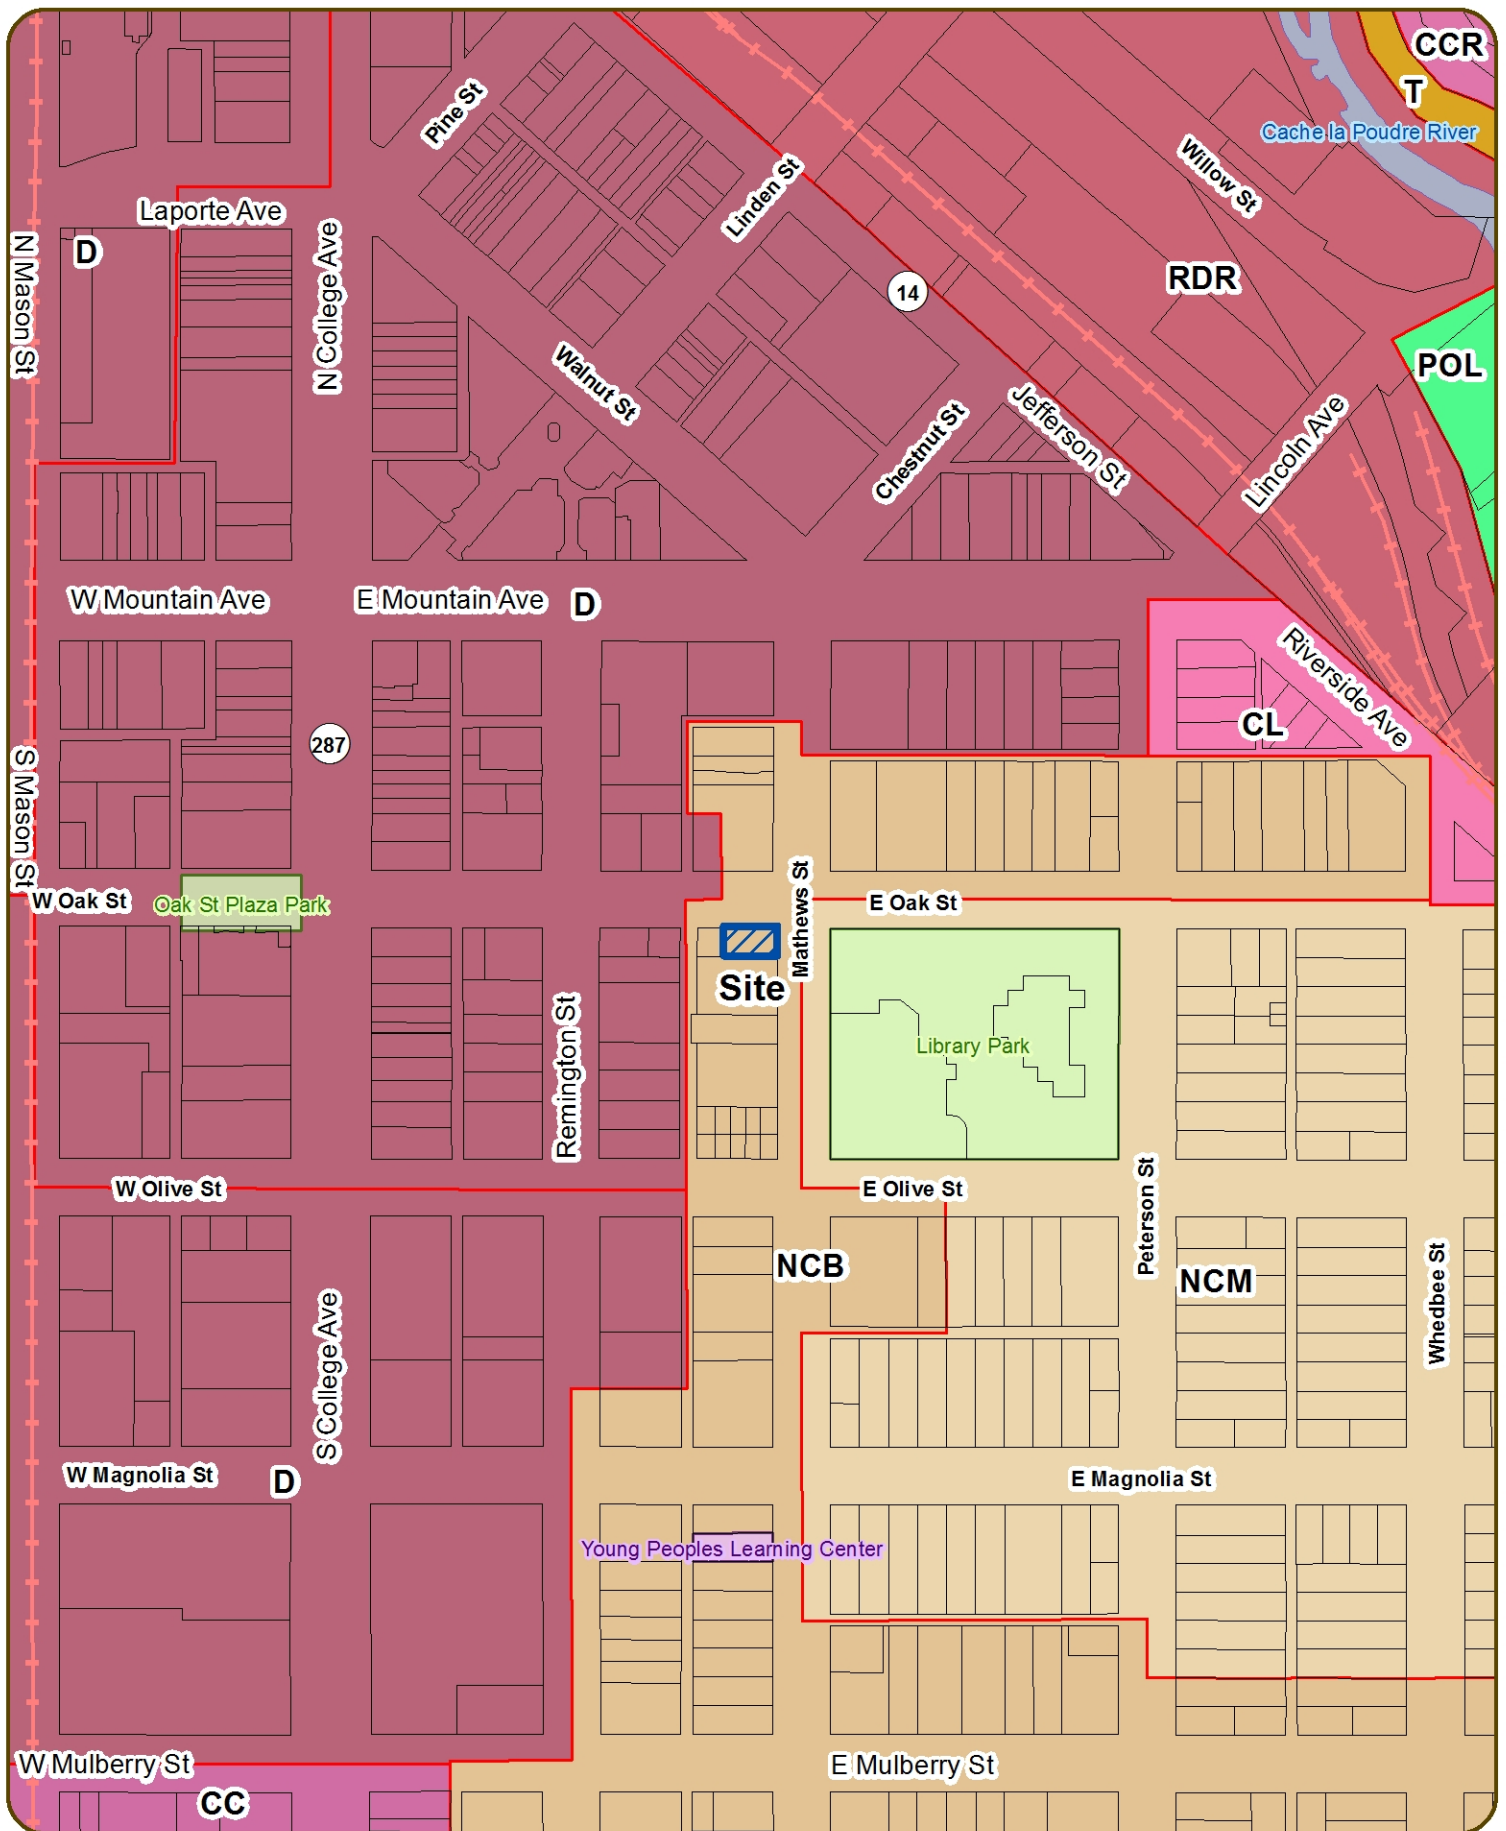 CCR
T
Cache la Poudre River
Pine St
Willow St
Linden St
Laporte Ave
D
N Mason St
N College Ave
RDR
14
POL
Walnut St
Jefferson St
Chestnut St
Lincoln Ave
W Mountain Ave
E Mountain Ave
D
Riverside Ave
CL
287
S Mason St
W Oak St
Oak St Plaza Park
Mathews St
E Oak St
Site
Remington St
Library Park
W Olive St
E Olive St
Peterson St
NCB
NCM
Whedbee St
S College Ave
W Magnolia St
D
E Magnolia St
Young Peoples Learning Center
W Mulberry St
E Mulberry St
CC